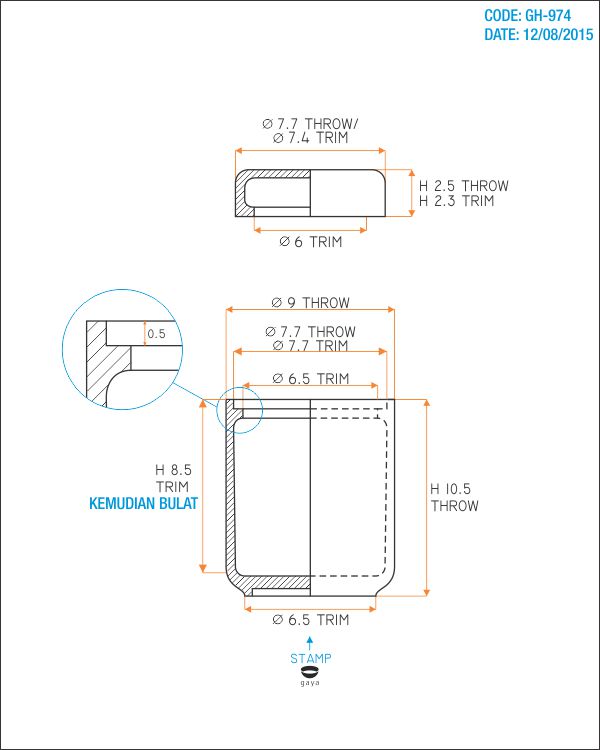 CODE: GH-974
DATE: 12/08/2015
Ø 7.7 THROW/
Ø 7.4 TRIM
H 2.5 THROW
H 2.3 TRIM
Ø 6 TRIM
Ø 9 THROW
Ø 7.7 THROW
Ø 7.7 TRIM
0.5
Ø 6.5 TRIM
H 8.5
TRIM
KEMUDIAN BULAT
H 10.5
THROW
Ø 6.5 TRIM
STAMP
gaya